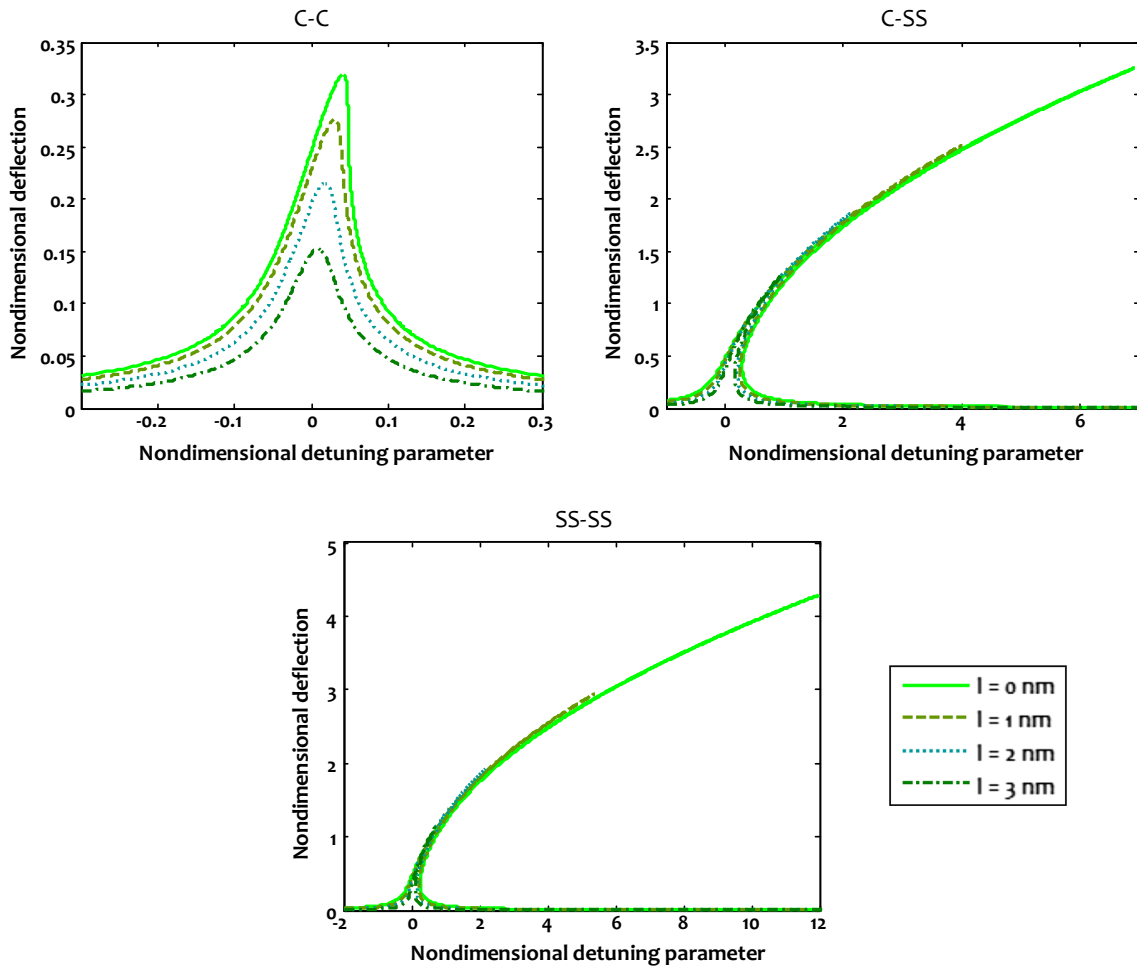 C-C
0.35
0.3
0.25
0.2
0.15
0.1
0.05
0
-0.2 -0.1 0 0.1 0.2 0.3
Nondimensional deflection
Nondimensional detuning parameter
C-SS
3.5
3
2.5
2
1.5
1
0.5
0
0 2 4 6
Nondimensional deflection
Nondimensional detuning parameter
SS-SS
5
4
3
2
1
0
-2 0 2 4 6 8 10 12
Nondimensional deflection
Nondimensional detuning parameter
l = 0 nm
l = 1 nm
l = 2 nm
l = 3 nm